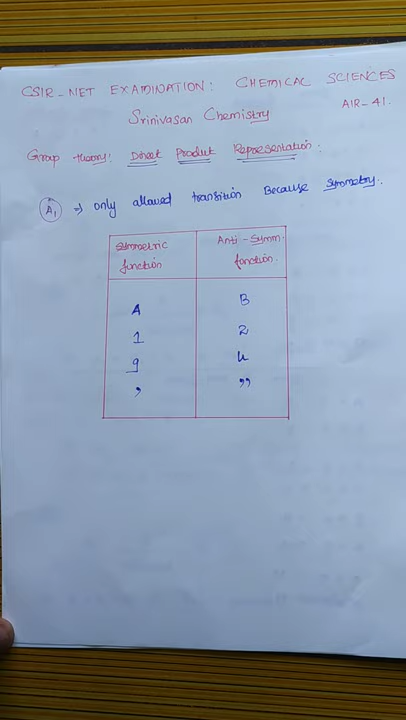 CSIR-NET EXAMINATION: CHEMICAL SCIENCES
Srinivasan Chemistry AIR-41.
Group theory: Direct Product Representation:
A1 ⇒ only allowed transition Because symmetry.
Symmetric function Anti-Symm. function.
A B
1 2
g u
' ''